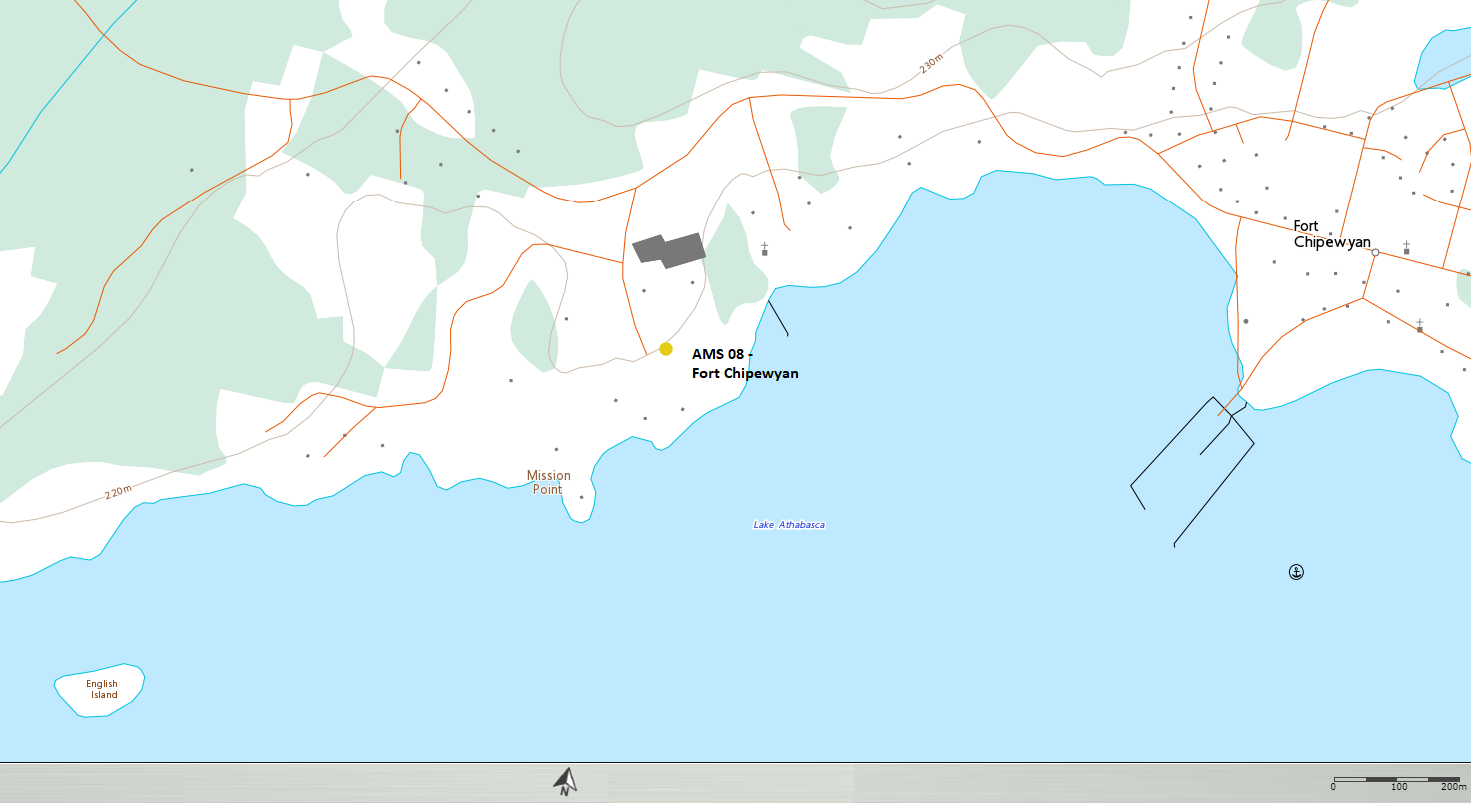 230m
Fort
Chipewyan
AMS 08 -
Fort Chipewyan
Mission
Point
220m
Lake Athabasca
English
Island
N
0 100 200m